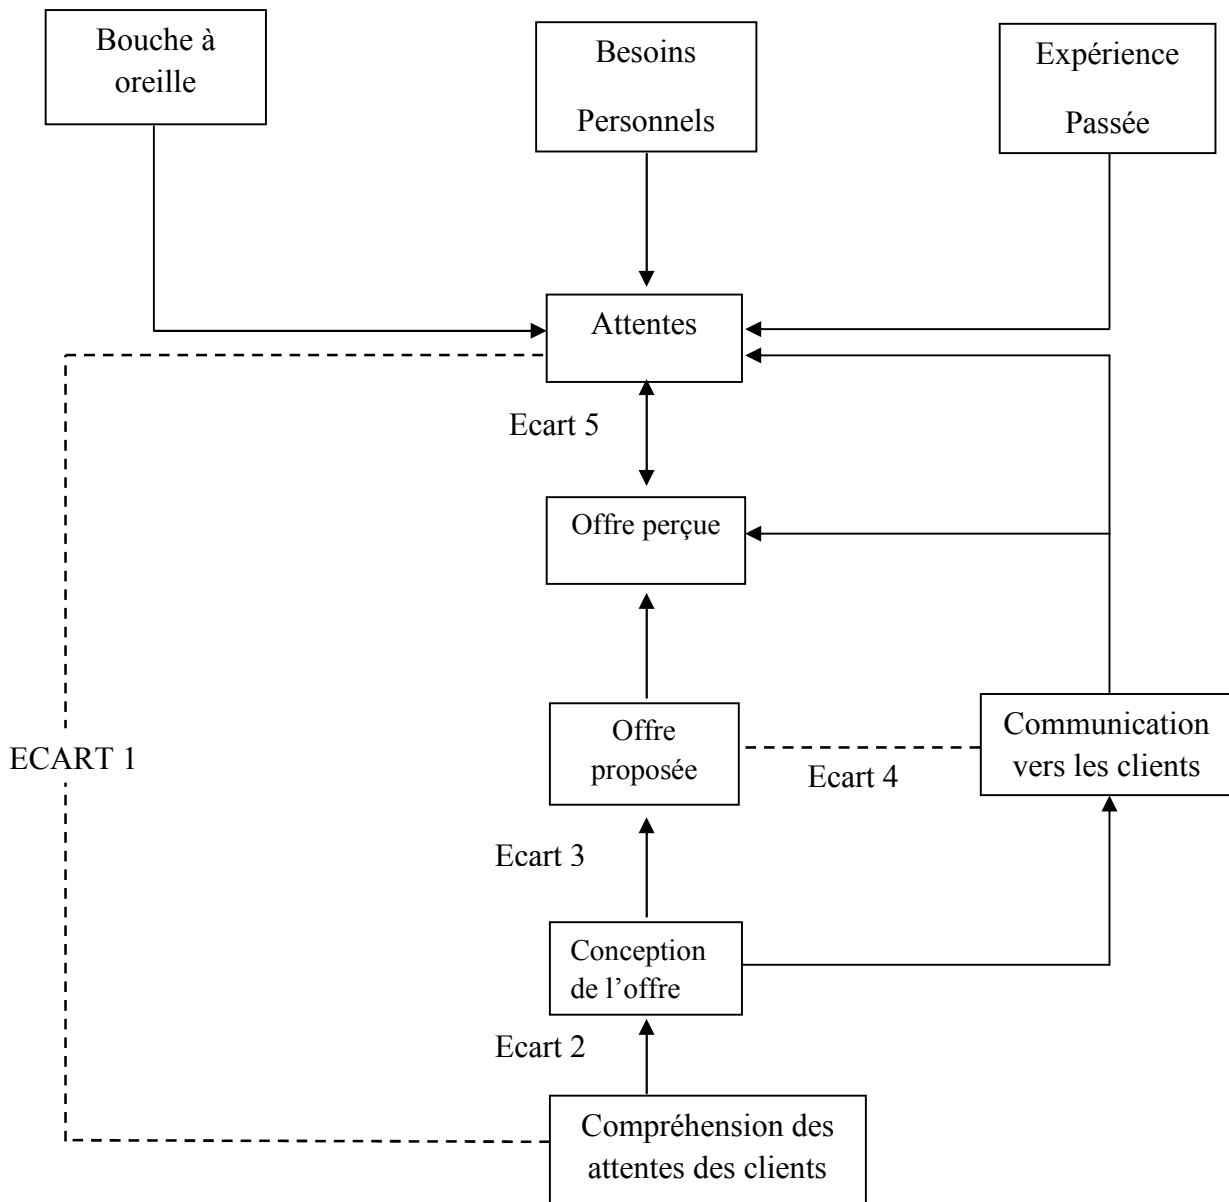 Bouche à
oreille
Besoins
Personnels
Expérience
Passée
Attentes
Ecart 5
Offre perçue
Offre
proposée
Communication
vers les clients
ECART 1
Ecart 4
Ecart 3
Conception
de l’offre
Ecart 2
Compréhension des
attentes des clients